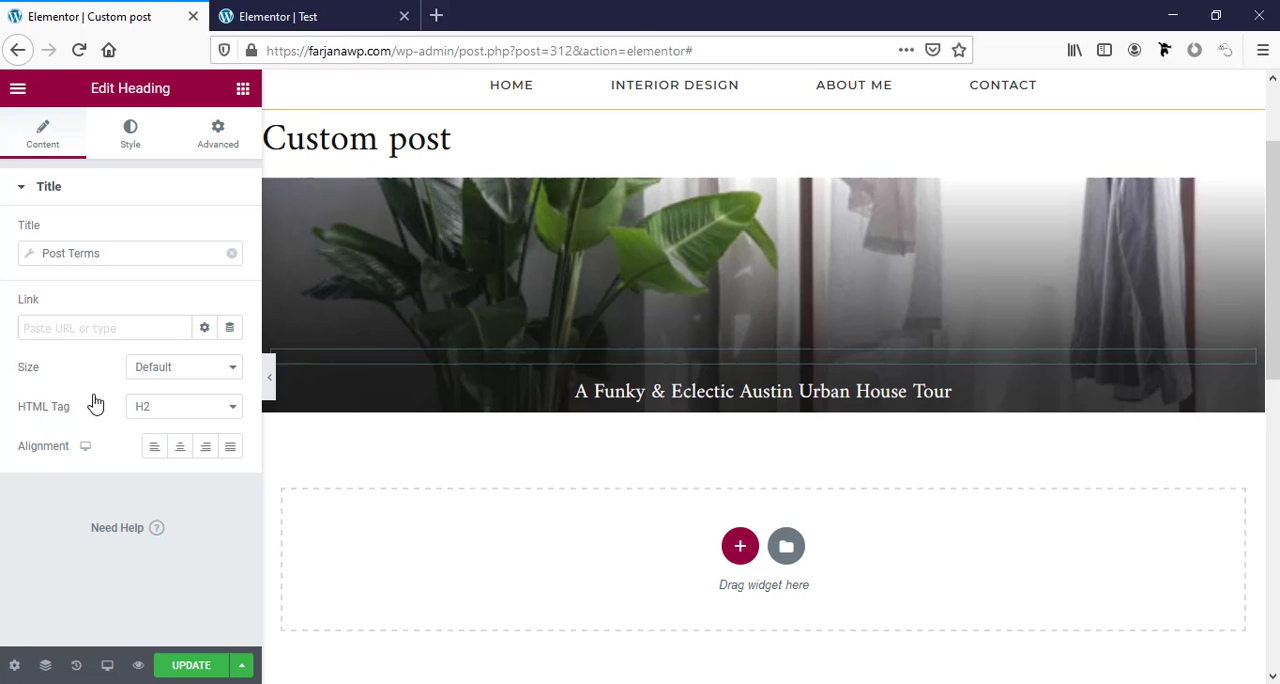 Elementor | Custom post
Elementor | Test
https://farjanawp.com/wp-admin/post.php?post=312&action=elementor#
Edit Heading
HOME INTERIOR DESIGN ABOUT ME CONTACT
Content
Style
Advanced
Custom post
Title
Title
Post Terms
Link
Paste URL or type
Size
Default
HTML Tag
H2
Alignment
A Funky & Eclectic Austin Urban House Tour
Need Help ?
Drag widget here
UPDATE